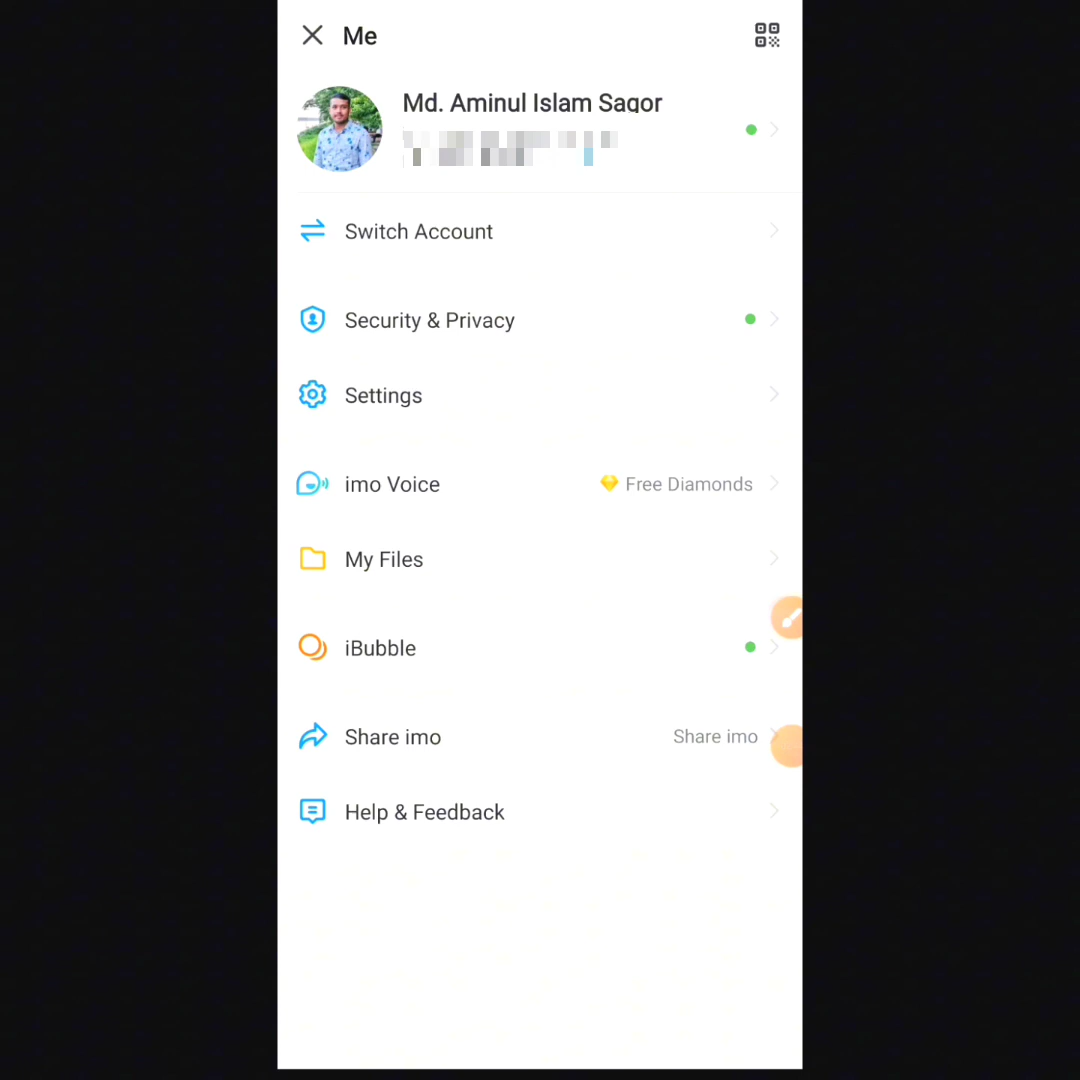 Me
Md. Aminul Islam Sagor
Switch Account
Security & Privacy
Settings
imo Voice Free Diamonds
My Files
iBubble
Share imo Share imo
Help & Feedback